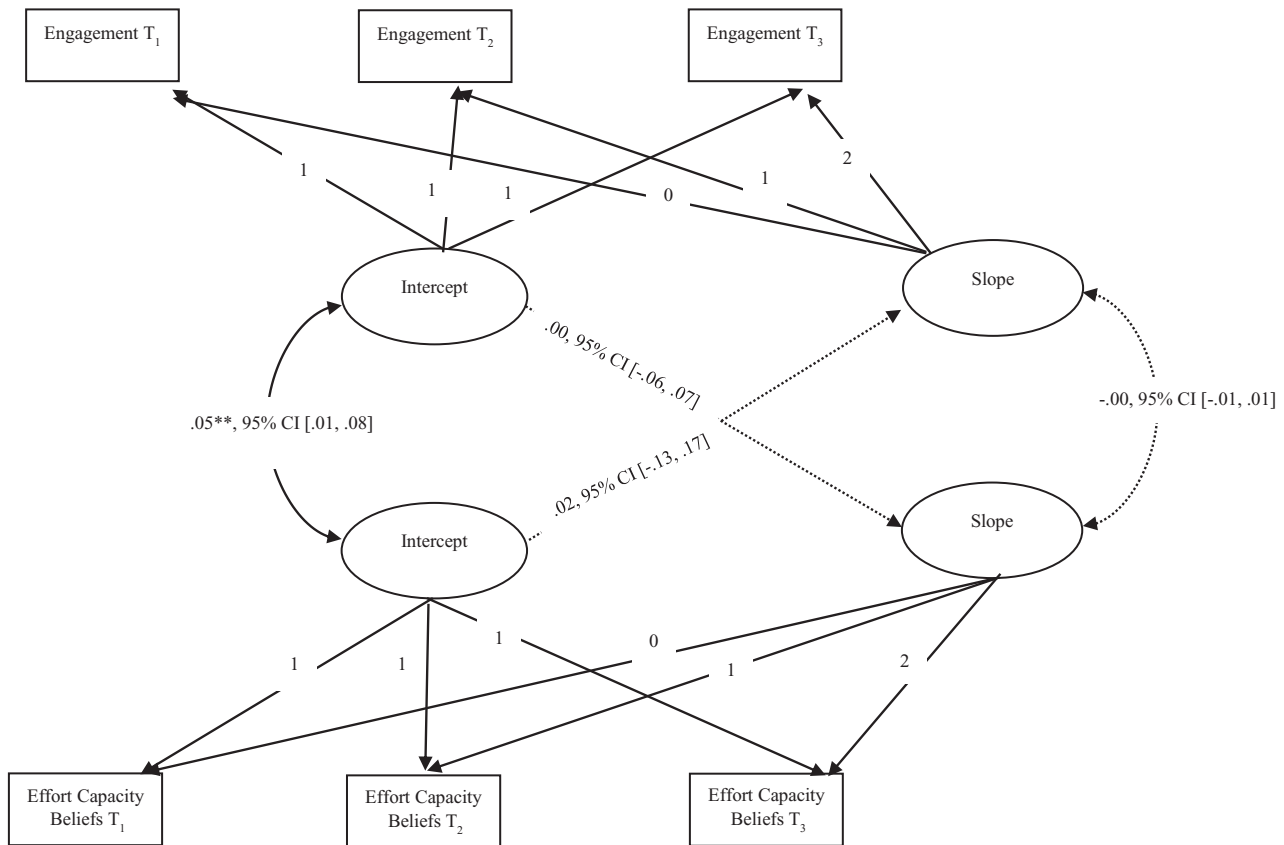 Engagement T1
Engagement T2
Engagement T3
1
1
1
0
1
2
Intercept
Slope
.00, 95% CI [-.06, .07]
-.00, 95% CI [-.01, .01]
.05**, 95% CI [.01, .08]
.02, 95% CI [-.13, .17]
Intercept
Slope
1
1
1
0
1
2
Effort Capacity
Beliefs T1
Effort Capacity
Beliefs T2
Effort Capacity
Beliefs T3